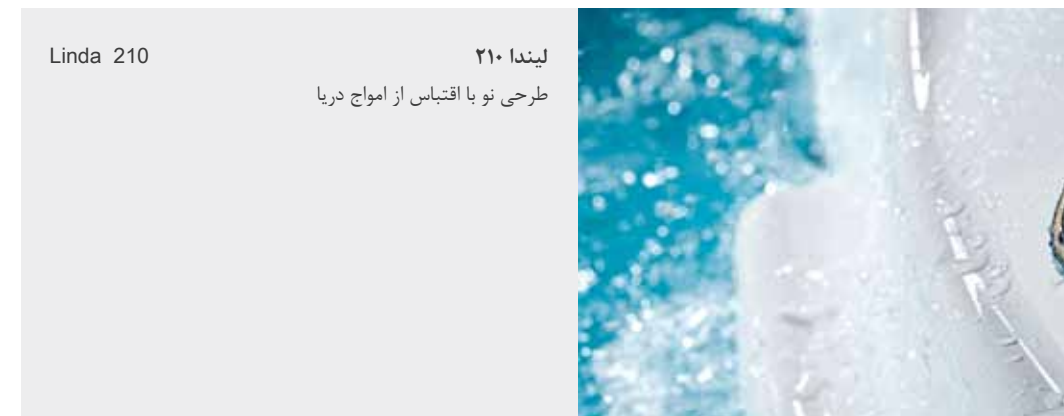 لیندا ۲۱۰
Linda 210
طرحی نو با اقتباس از امواج دریا